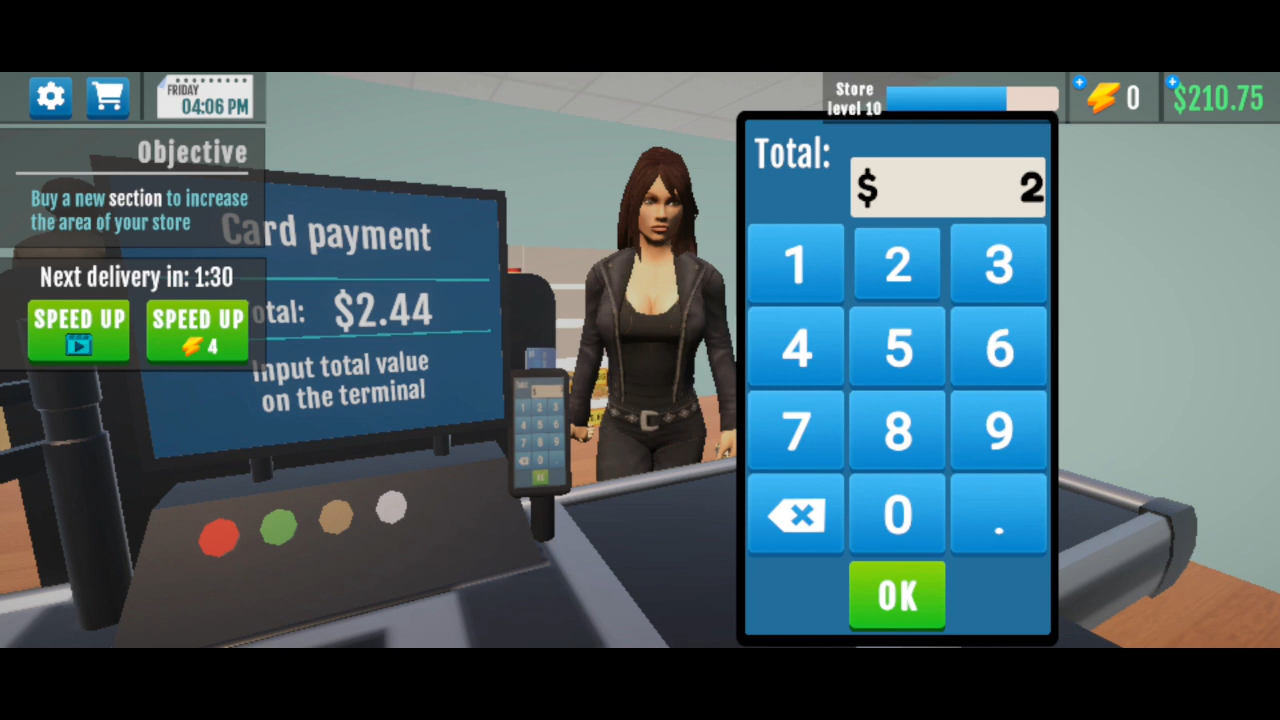 FRIDAY
04:06 PM
Store
level 10
0
$210.75
Objective
Buy a new section to increase
the area of your store
Next delivery in: 1:30
SPEED UP
SPEED UP
4
Card payment
otal: $2.44
Input total value
on the terminal
Total:
$ 2
1 2 3
4 5 6
7 8 9
0 .
OK